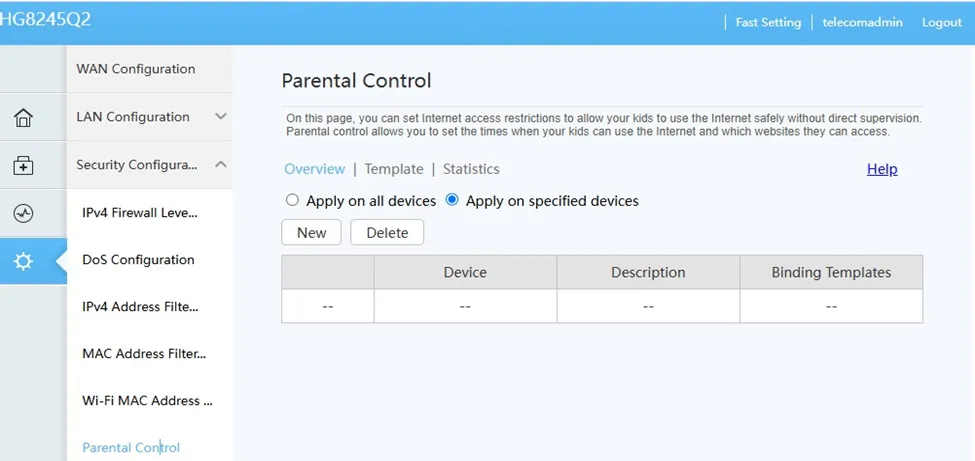 HG8245Q2
Fast Setting
telecomadmin
Logout
WAN Configuration
LAN Configuration
Security Configura...
IPv4 Firewall Leve...
DoS Configuration
IPv4 Address Filte...
MAC Address Filter...
Wi-Fi MAC Address ...
Parental Control
Parental Control
On this page, you can set Internet access restrictions to allow your kids to use the Internet safely without direct supervision.
Parental control allows you to set the times when your kids can use the Internet and which websites they can access.
Overview | Template | Statistics
Help
Apply on all devices Apply on specified devices
New Delete
Device Description Binding Templates
-- -- -- --